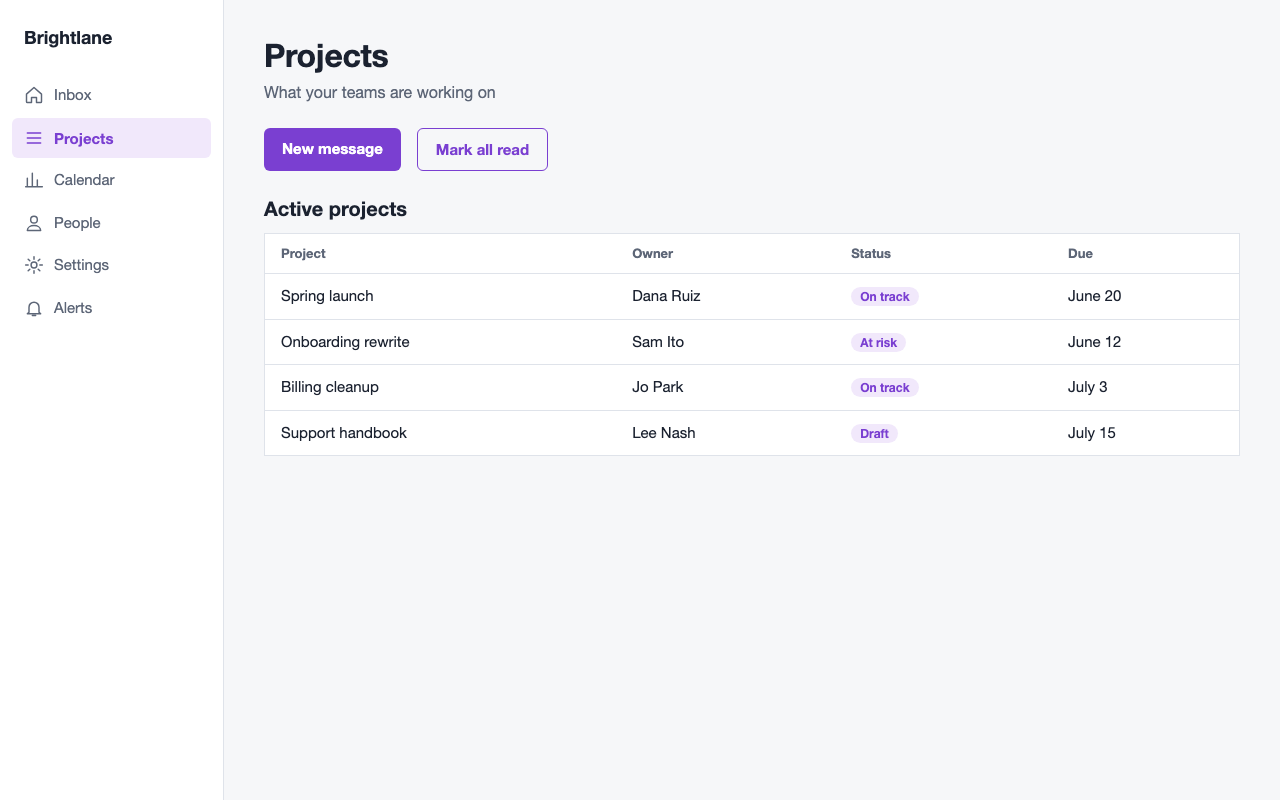 Brightlane
Inbox
Projects
Calendar
People
Settings
Alerts
Projects
What your teams are working on
New message Mark all read
Active projects
Project Owner Status Due
Spring launch Dana Ruiz On track June 20
Onboarding rewrite Sam Ito At risk June 12
Billing cleanup Jo Park On track July 3
Support handbook Lee Nash Draft July 15